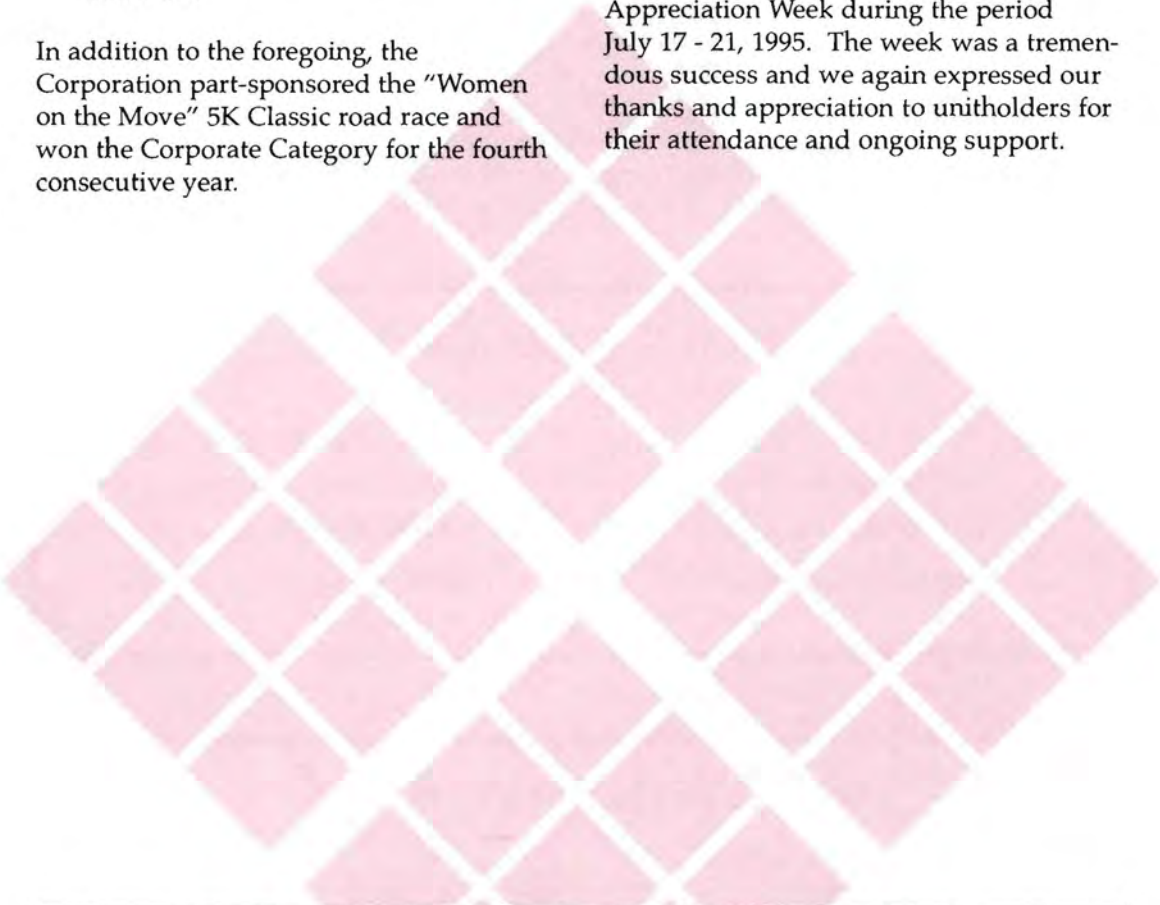 In addition to the foregoing, the
Corporation part-sponsored the "Women
on the Move" 5K Classic road race and
won the Corporate Category for the fourth
consecutive year.
Appreciation Week during the period
July 17 - 21, 1995. The week was a tremen-
dous success and we again expressed our
thanks and appreciation to unitholders for
their attendance and ongoing support.